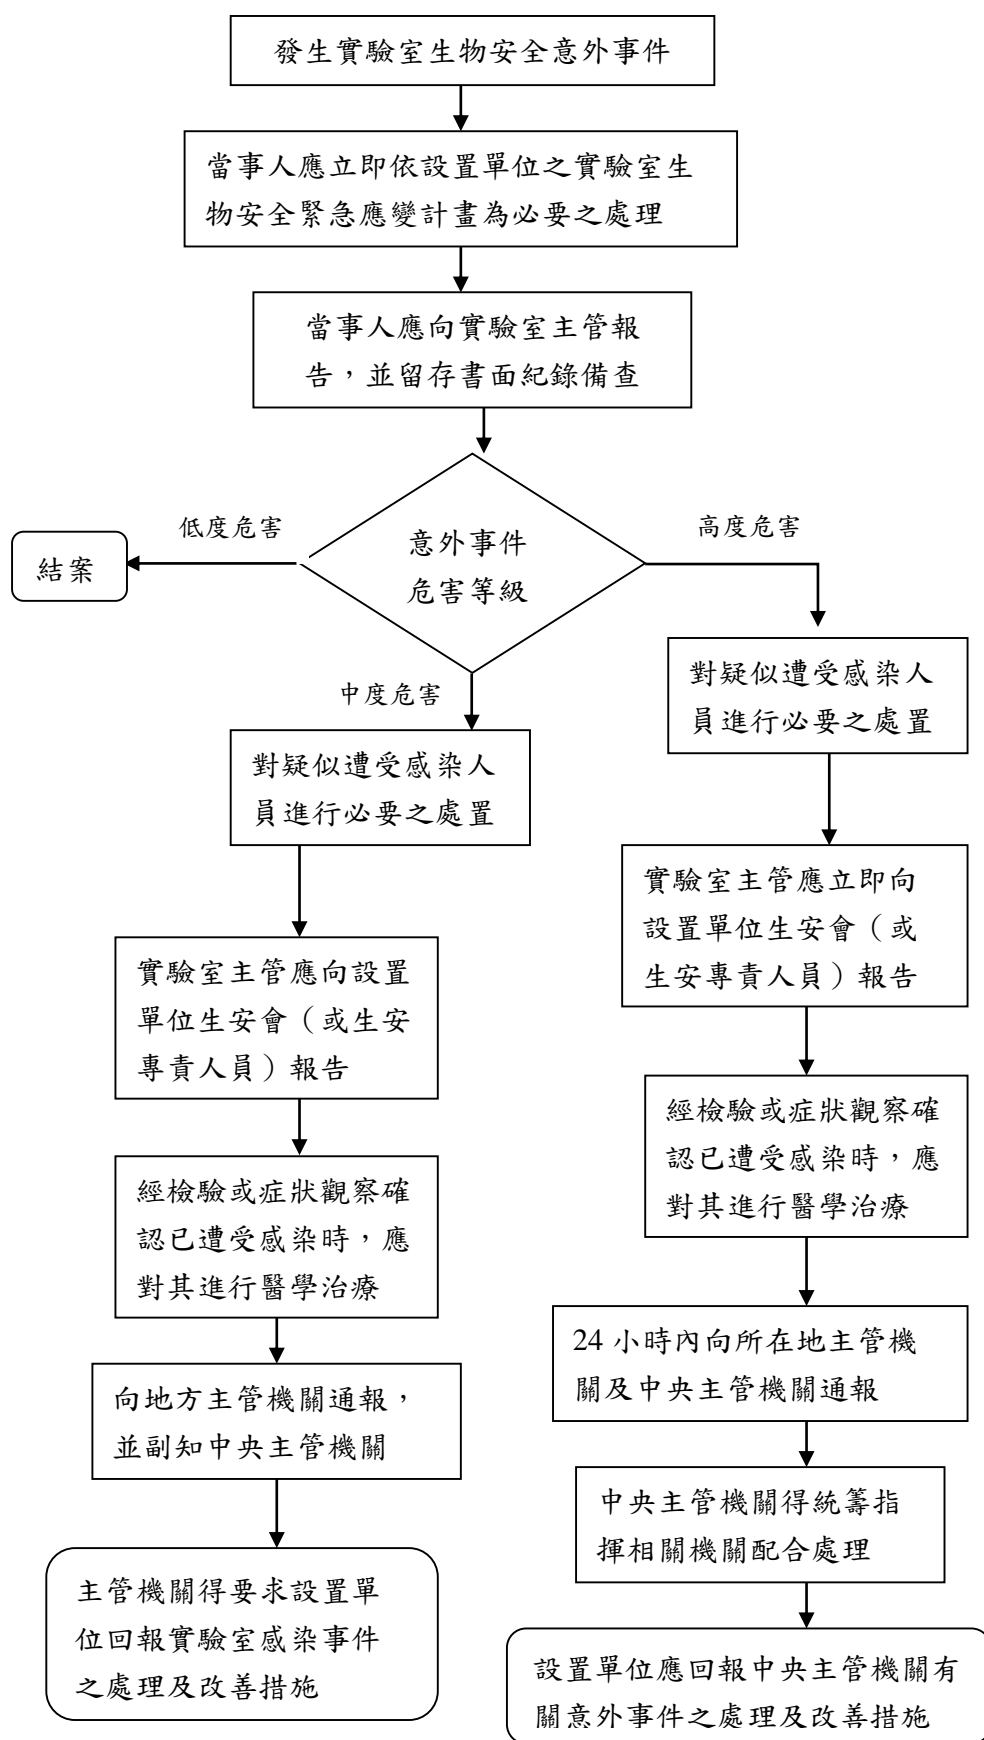 發生實驗室生物安全意外事件
當事人應立即依設置單位之實驗室生
物安全緊急應變計畫為必要之處理
當事人應向實驗室主管報
告，並留存書面紀錄備查
意外事件
危害等級
低度危害
結案
中度危害
對疑似遭受感染人
員進行必要之處置
實驗室主管應向設置
單位生安會（或生安
專責人員）報告
經檢驗或症狀觀察確
認已遭受感染時，應
對其進行醫學治療
向地方主管機關通報，
並副知中央主管機關
主管機關得要求設置單
位回報實驗室感染事件
之處理及改善措施
高度危害
對疑似遭受感染人
員進行必要之處置
實驗室主管應立即向
設置單位生安會（或
生安專責人員）報告
經檢驗或症狀觀察確
認已遭受感染時，應
對其進行醫學治療
24 小時內向所在地主管機
關及中央主管機關通報
中央主管機關得統籌指
揮相關機關配合處理
設置單位應回報中央主管機關有
關意外事件之處理及改善措施